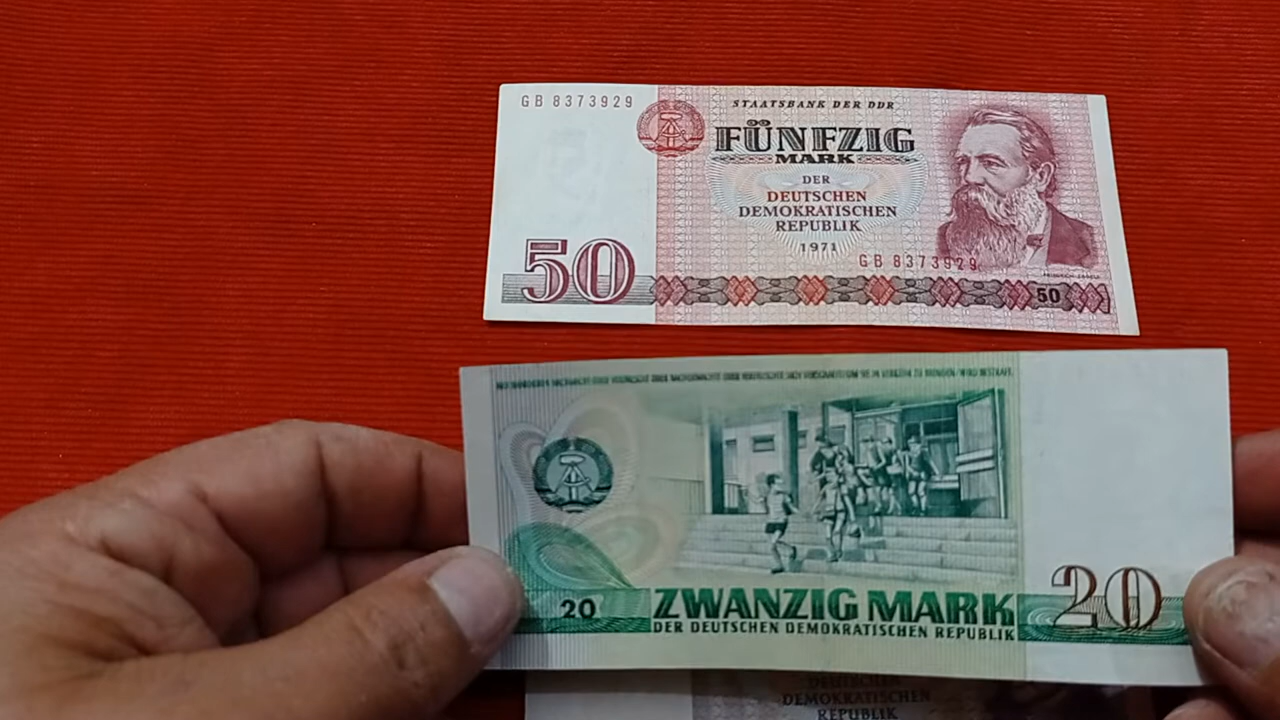 GB 8373929
STAATSBANK DER DDR
FÜNFZIG
MARK
DER
DEUTSCHEN
DEMOKRATISCHEN
REPUBLIK
1971
GB 8373929
50
50
20
ZWANZIG MARK
DER DEUTSCHEN DEMOKRATISCHEN REPUBLIK
20
DEUTSCHEN
DEMOKRATISCHEN
REPUBLIK